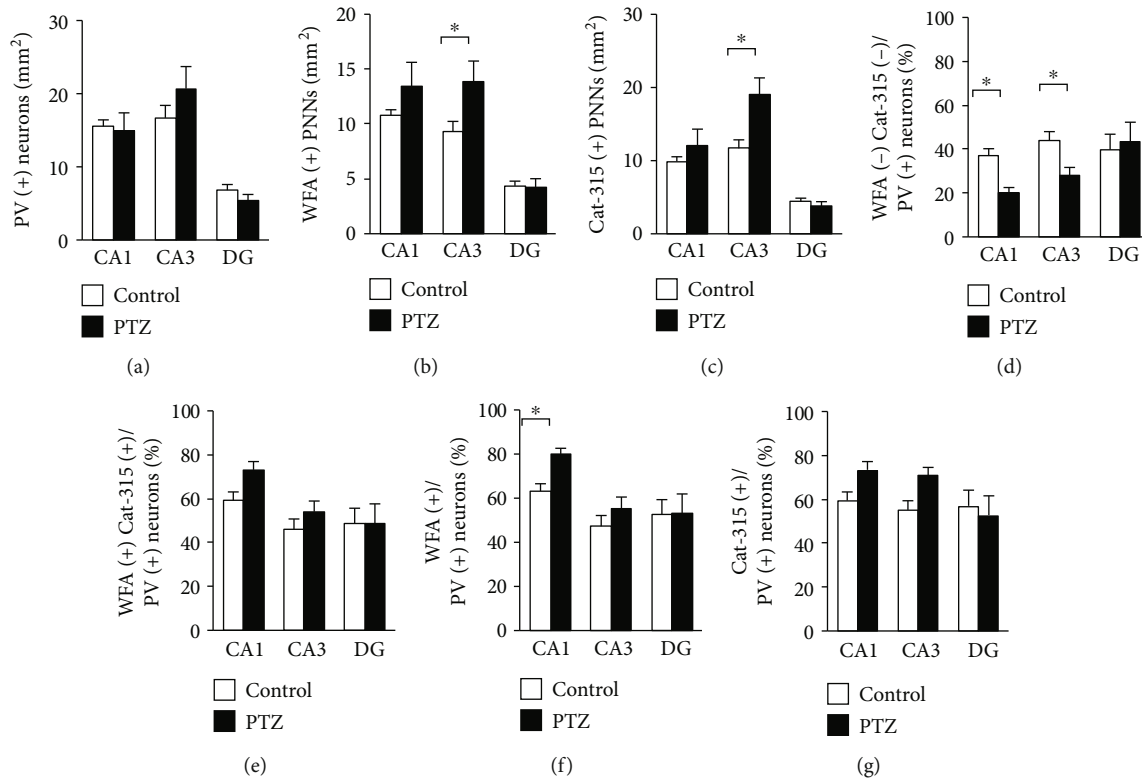 PV (+) neurons (mm²)
30
20
10
0
CA1 CA3 DG
Control
PTZ
(a)
WFA (+) PNNs (mm²)
20
15
10
5
0
*
CA1 CA3 DG
Control
PTZ
(b)
Cat-315 (+) PNNs (mm²)
30
20
10
0
*
CA1 CA3 DG
Control
PTZ
(c)
WFA (−) Cat-315 (−)/
PV (+) neurons (%)
100
80
60
40
20
0
* *
CA1 CA3 DG
Control
PTZ
(d)
WFA (+) Cat-315 (+)/
PV (+) neurons (%)
100
80
60
40
20
0
CA1 CA3 DG
Control
PTZ
(e)
WFA (+)/
PV (+) neurons (%)
100
80
60
40
20
0
*
CA1 CA3 DG
Control
PTZ
(f)
Cat-315 (+)/
PV (+) neurons (%)
100
80
60
40
20
0
CA1 CA3 DG
Control
PTZ
(g)